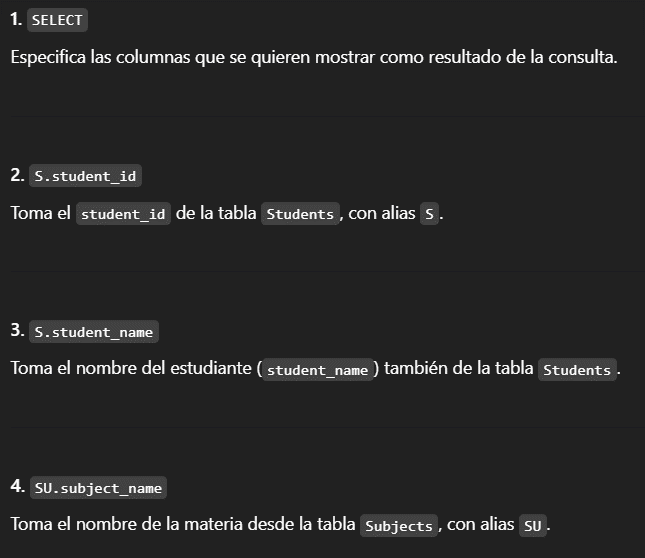 1. SELECT
Especifica las columnas que se quieren mostrar como resultado de la consulta.
2. S.student_id
Toma el student_id de la tabla Students, con alias S.
3. S.student_name
Toma el nombre del estudiante (student_name) también de la tabla Students.
4. SU.subject_name
Toma el nombre de la materia desde la tabla Subjects, con alias SU.